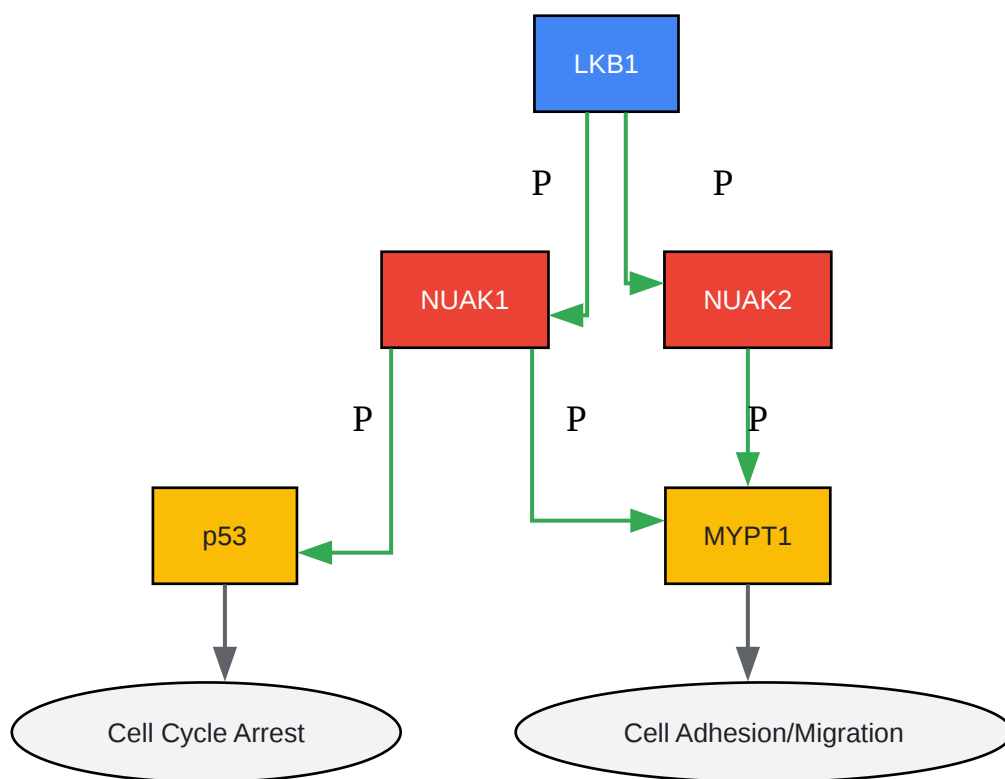 LKB1
P
P
NUAK1
NUAK2
P
P
P
p53
MYPT1
Cell Cycle Arrest
Cell Adhesion/Migration